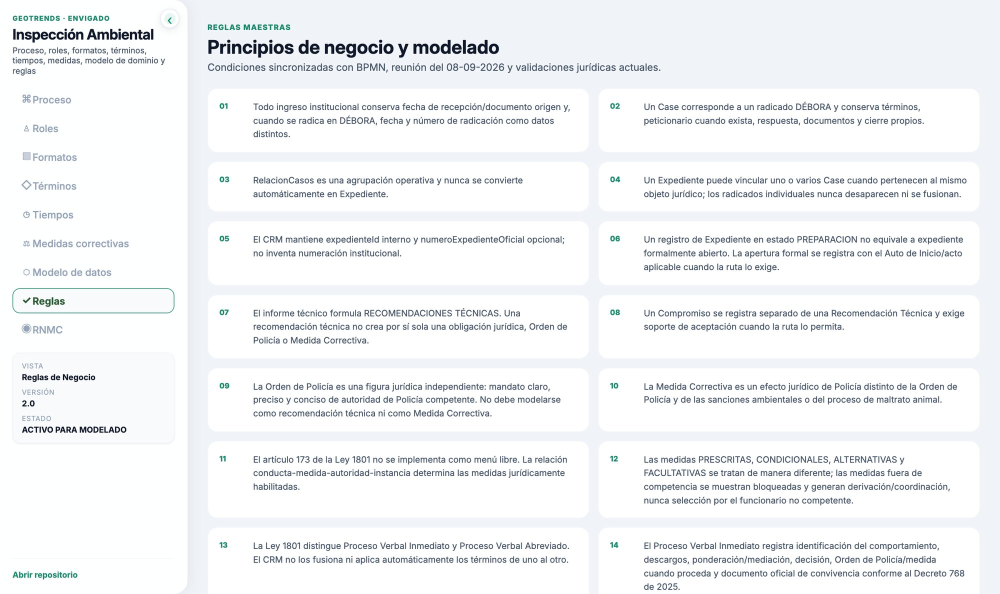 GEOTRENDS · ENVIGADO
Inspección Ambiental
Proceso, roles, formatos, términos,
tiempos, medidas, modelo de dominio y
reglas
Proceso
Roles
Formatos
Términos
Tiempos
Medidas correctivas
Modelo de datos
Reglas
RNMC
VISTA
Reglas de Negocio
VERSIÓN
2.0
ESTADO
ACTIVO PARA MODELADO
Abrir repositorio
REGLAS MAESTRAS
Principios de negocio y modelado
Condiciones sincronizadas con BPMN, reunión del 08-09-2026 y validaciones jurídicas actuales.
01
Todo ingreso institucional conserva fecha de recepción/documento origen y,
cuando se radica en DÉBORA, fecha y número de radicación como datos
distintos.
02
Un Case corresponde a un radicado DÉBORA y conserva términos,
peticionario cuando exista, respuesta, documentos y cierre propios.
03
RelacionCasos es una agrupación operativa y nunca se convierte
automáticamente en Expediente.
04
Un Expediente puede vincular uno o varios Case cuando pertenecen al mismo
objeto jurídico; los radicados individuales nunca desaparecen ni se fusionan.
05
El CRM mantiene expedienteId interno y numeroExpedienteOficial opcional;
no inventa numeración institucional.
06
Un registro de Expediente en estado PREPARACION no equivale a expediente
formalmente abierto. La apertura formal se registra con el Auto de Inicio/acto
aplicable cuando la ruta lo exige.
07
El informe técnico formula RECOMENDACIONES TÉCNICAS. Una
recomendación técnica no crea por sí sola una obligación jurídica, Orden de
Policía o Medida Correctiva.
08
Un Compromiso se registra separado de una Recomendación Técnica y exige
soporte de aceptación cuando la ruta lo permita.
09
La Orden de Policía es una figura jurídica independiente: mandato claro,
preciso y conciso de autoridad de Policía competente. No debe modelarse
como recomendación técnica ni como Medida Correctiva.
10
La Medida Correctiva es un efecto jurídico de Policía distinto de la Orden de
Policía y de las sanciones ambientales o del proceso de maltrato animal.
11
El artículo 173 de la Ley 1801 no se implementa como menú libre. La relación
conducta-medida-autoridad-instancia determina las medidas jurídicamente
habilitadas.
12
Las medidas PRESCRITAS, CONDICIONALES, ALTERNATIVAS y
FACULTATIVAS se tratan de manera diferente; las medidas fuera de
competencia se muestran bloqueadas y generan derivación/coordinación,
nunca selección por el funcionario no competente.
13
La Ley 1801 distingue Proceso Verbal Inmediato y Proceso Verbal Abreviado.
El CRM no los fusiona ni aplica automáticamente los términos de uno al otro.
14
El Proceso Verbal Inmediato registra identificación del comportamiento,
descargos, ponderación/mediación, decisión, Orden de Policía/medida
cuando proceda y documento oficial de convivencia conforme al Decreto 768
de 2025.